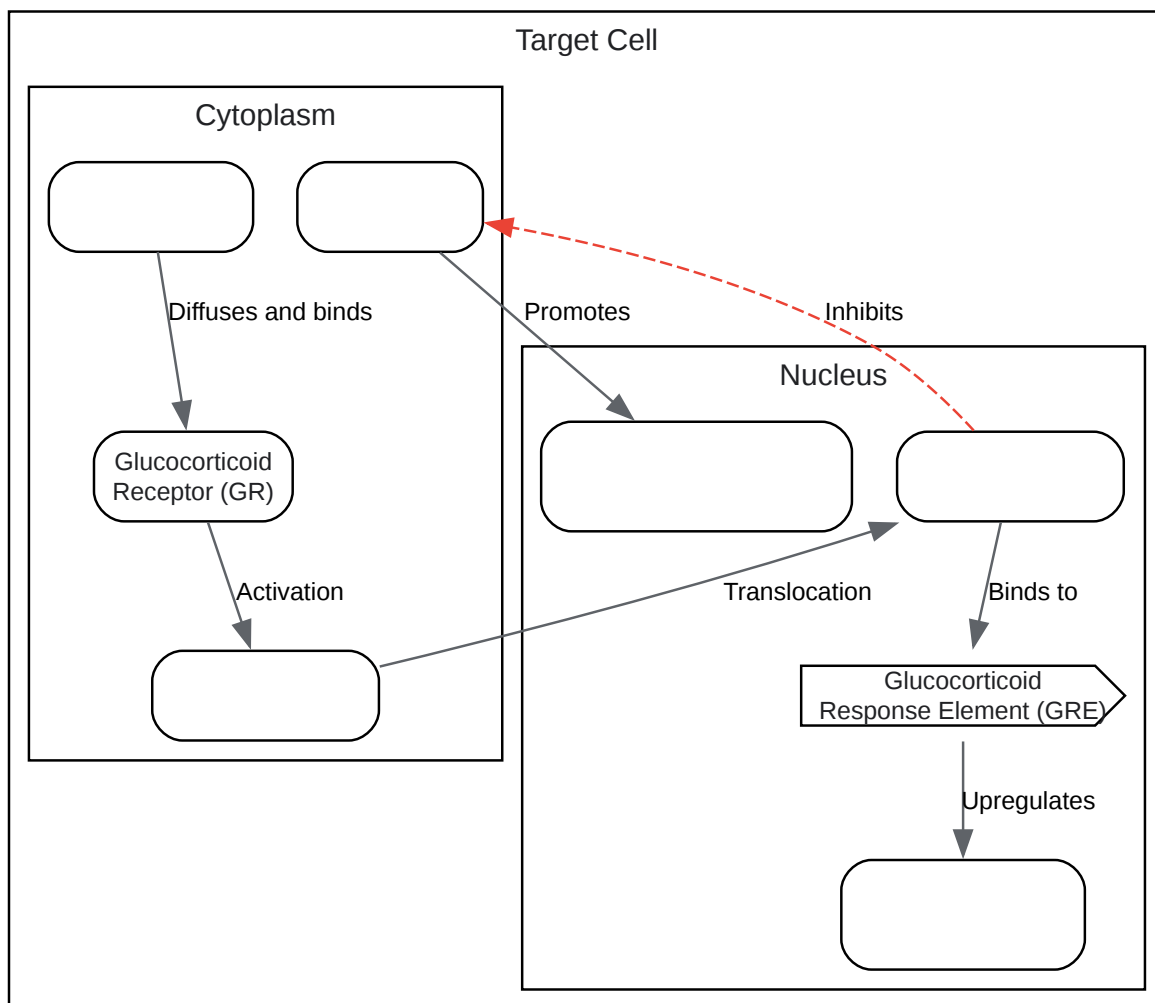 Target Cell
Cytoplasm
Diffuses and binds
Promotes
Inhibits
Nucleus
Glucocorticoid
Receptor (GR)
Activation
Translocation
Binds to
Glucocorticoid
Response Element (GRE)
Upregulates